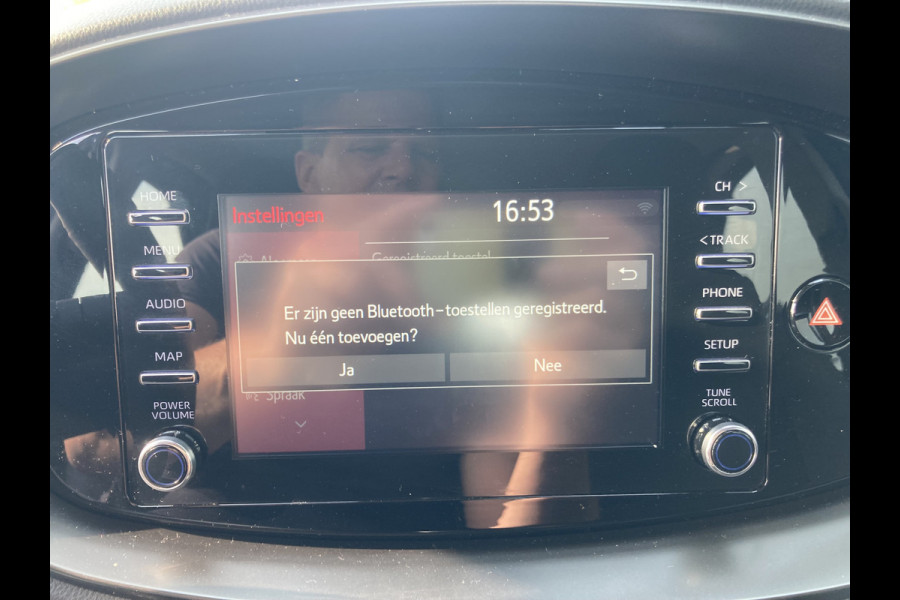 HOME
MENU
AUDIO
MAP
POWER
VOLUME
Instellingen
16:53
Geregistreerd toestel
Er zijn geen Bluetooth-toestellen geregistreerd.
Nu één toevoegen?
Ja
Nee
Spraak
CH >
< TRACK
PHONE
SETUP
TUNE
SCROLL